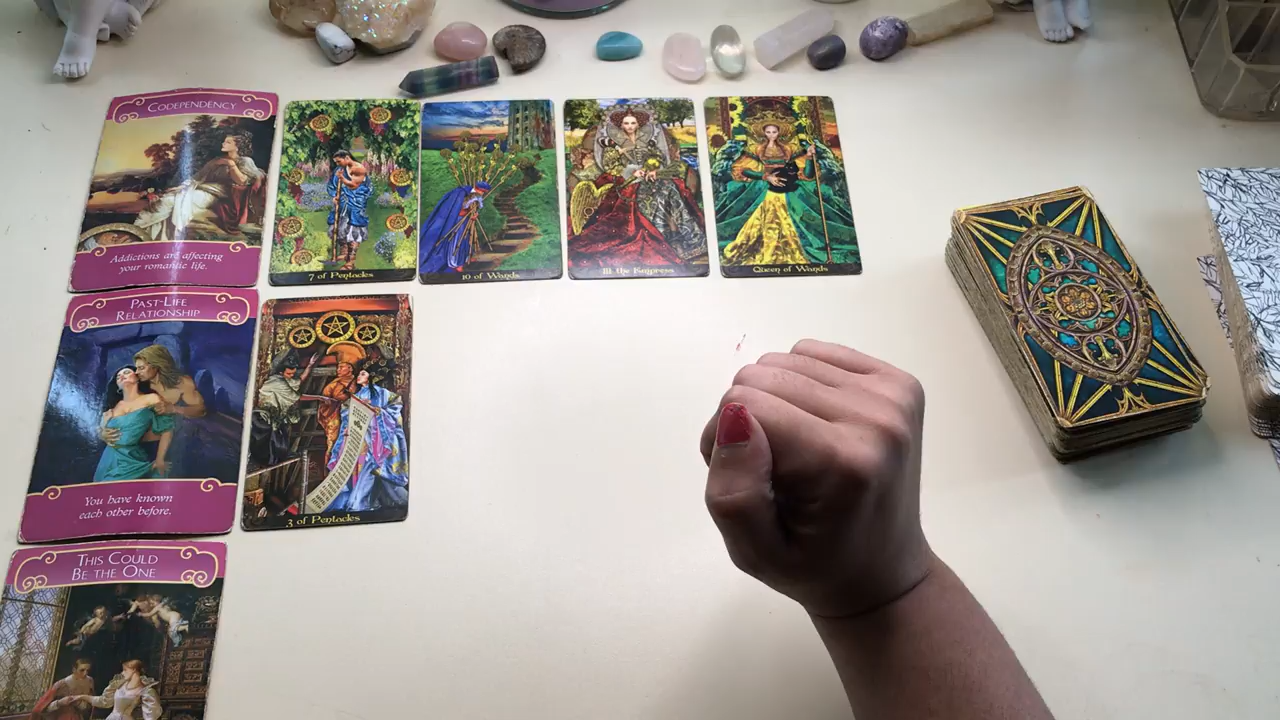 CODEPENDENCY
Addictions are affecting
your romantic life.
7 of Pentacles
10 of Wands
III the Empress
Queen of Wands
PAST-LIFE
RELATIONSHIP
You have known
each other before.
3 of Pentacles
THIS COULD
BE THE ONE